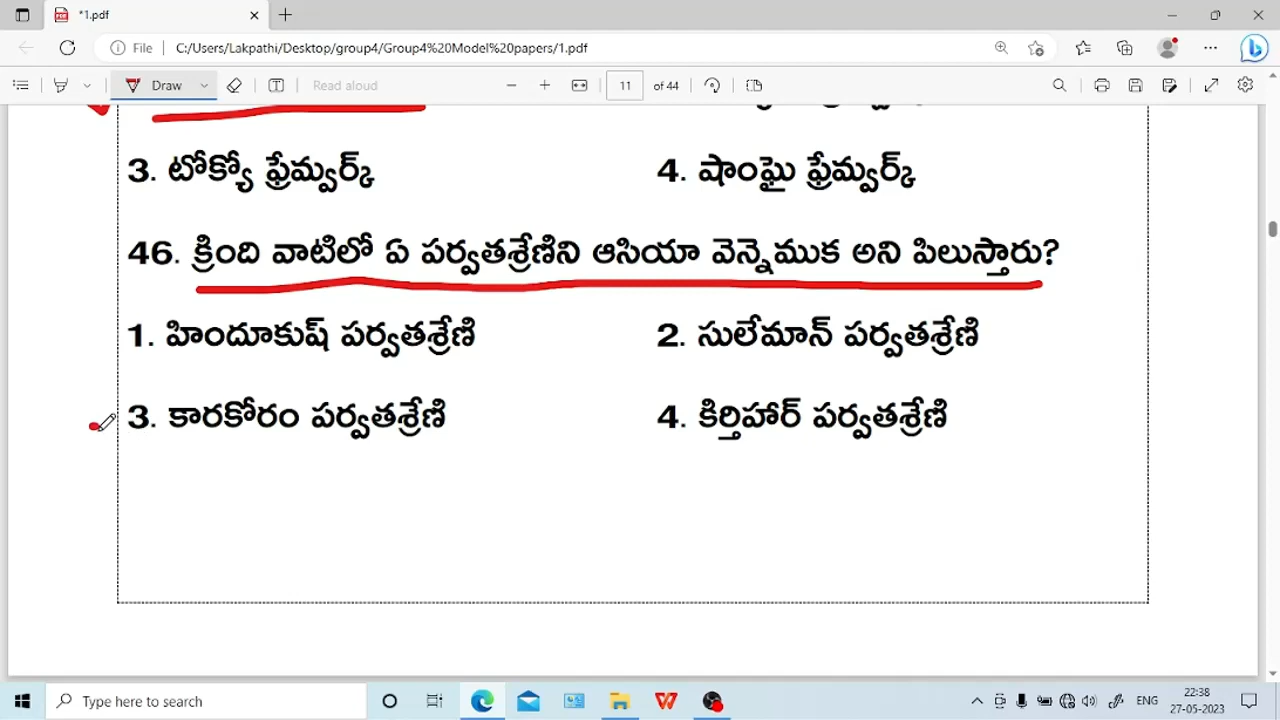 *1.pdf
File
C:/Users/Lakpathi/Desktop/group4/Group4%20Model%20papers/1.pdf
Draw
Read aloud
11 of 44
3. టోక్యో ఫ్రేమ్వర్క్ 4. షాంఘై ఫ్రేమ్వర్క్
46. క్రింది వాటిలో ఏ పర్వతశ్రేణిని ఆసియా వెన్నెముక అని పిలుస్తారు?
1. హిందూకుష్ పర్వతశ్రేణి 2. సులేమాన్ పర్వతశ్రేణి
3. కారకోరం పర్వతశ్రేణి 4. కిర్తిహార్ పర్వతశ్రేణి
Type here to search
ENG
22:38
27-05-2023